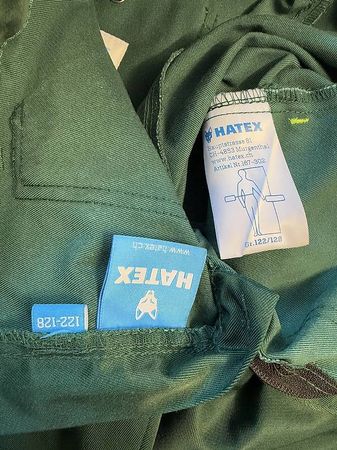 HATEX
Hauptstrasse 61
CH-4853 Murgenthal
www.hatex.ch
Artikel Nr. 167-302
Gr. 122/128
www.hatex.ch
HATEX
122-128